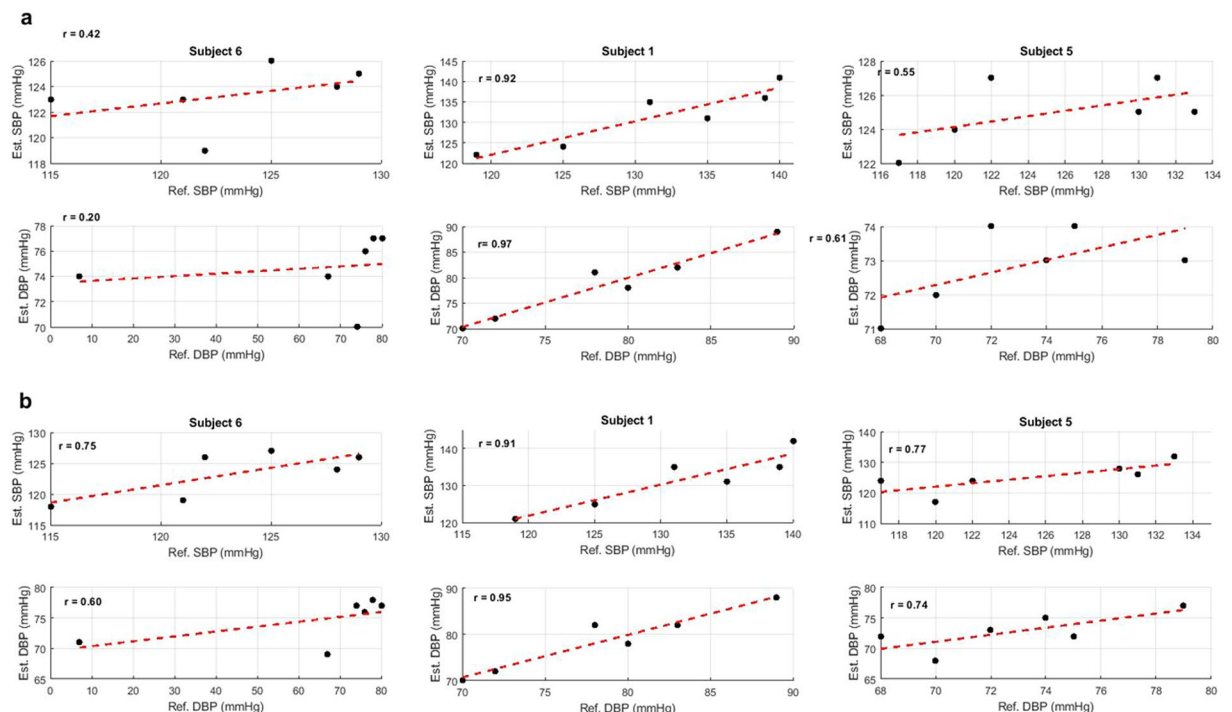 a
r = 0.42
Subject 6
Est. SBP (mmHg)
126
124
122
120
118
115
120
125
130
Ref. SBP (mmHg)
Subject 1
r = 0.92
Est. SBP (mmHg)
145
140
135
130
125
120
120
125
130
135
140
Ref. SBP (mmHg)
Subject 5
r = 0.55
Est. SBP (mmHg)
128
126
124
122
116
118
120
122
124
126
128
130
132
134
Ref. SBP (mmHg)
r = 0.20
Est. DBP (mmHg)
78
76
74
72
70
0
10
20
30
40
50
60
70
80
Ref. DBP (mmHg)
r= 0.97
Est. DBP (mmHg)
90
85
80
75
70
70
75
80
85
90
Ref. DBP (mmHg)
r = 0.61
Est. DBP (mmHg)
74
73
72
71
68
70
72
74
76
78
80
Ref. DBP (mmHg)
b
Subject 6
r = 0.75
Est. SBP (mmHg)
130
125
120
115
115
120
125
130
Ref. SBP (mmHg)
Subject 1
r = 0.91
Est. SBP (mmHg)
140
130
120
115
120
125
130
135
140
Ref. SBP (mmHg)
Subject 5
r = 0.77
Est. SBP (mmHg)
140
130
120
110
118
120
122
124
126
128
130
132
134
Ref. SBP (mmHg)
r = 0.60
Est. DBP (mmHg)
80
75
70
65
0
10
20
30
40
50
60
70
80
Ref. DBP (mmHg)
r = 0.95
Est. DBP (mmHg)
90
80
70
70
75
80
85
90
Ref. DBP (mmHg)
r = 0.74
Est. DBP (mmHg)
80
75
70
65
68
70
72
74
76
78
80
Ref. DBP (mmHg)